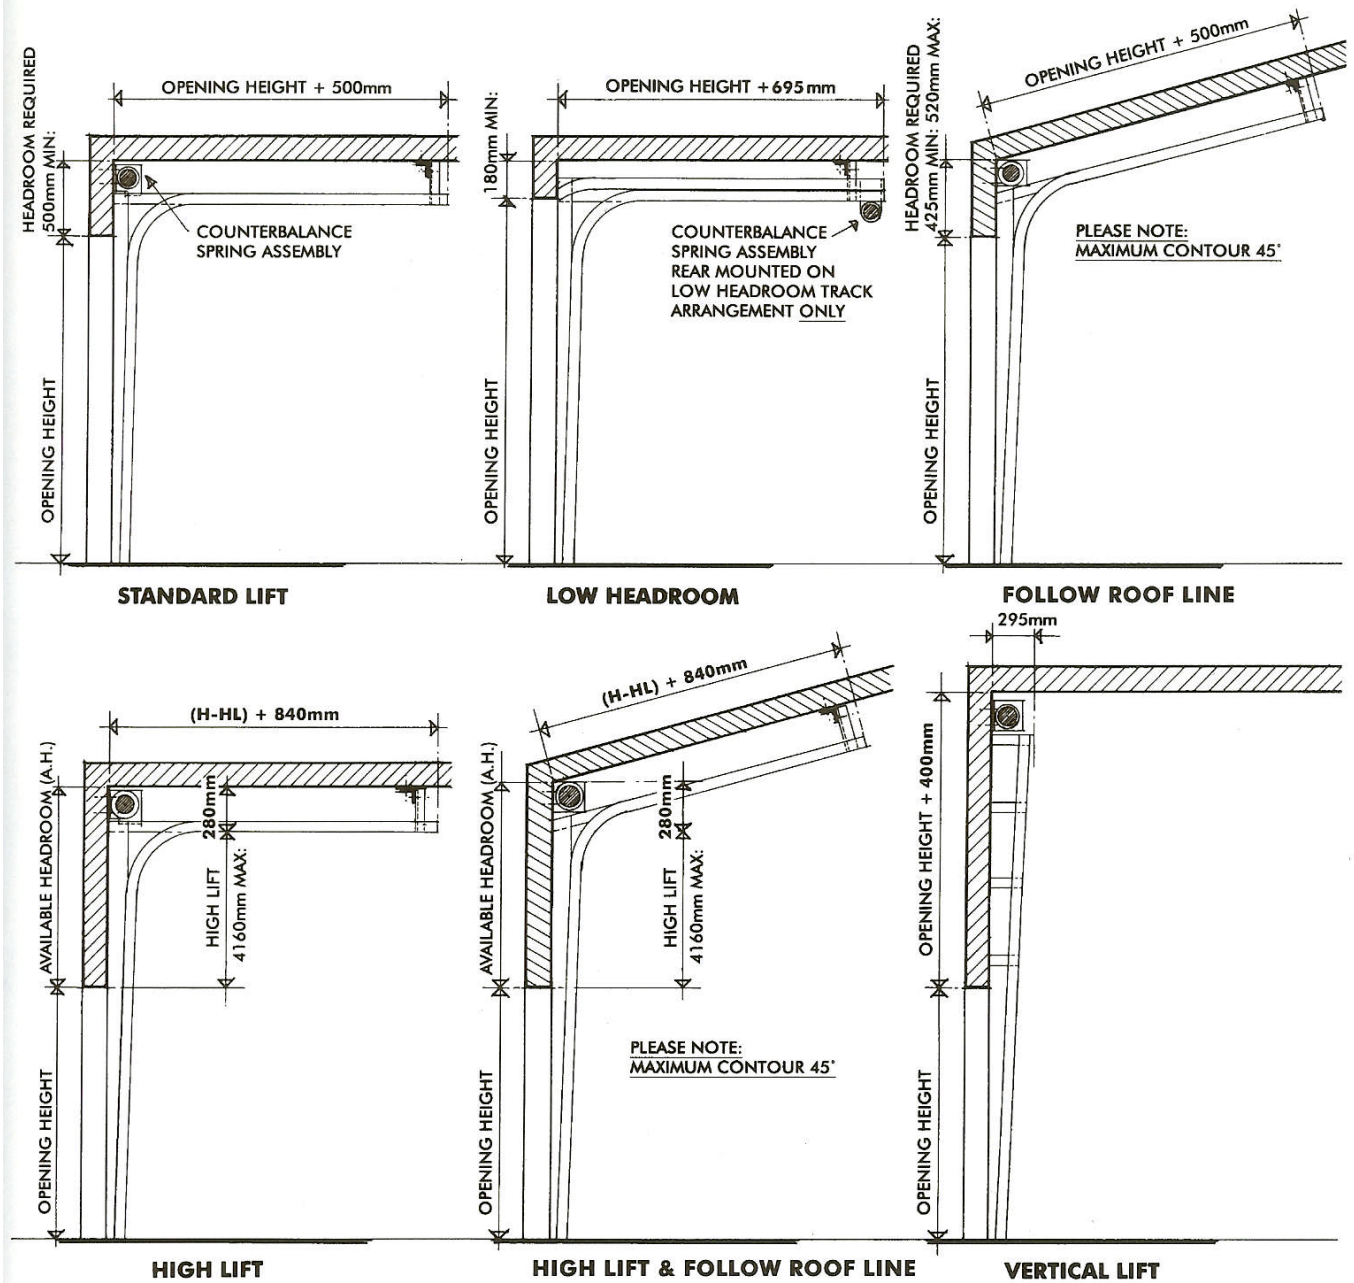 HEADROOM REQUIRED
500mm MIN:
OPENING HEIGHT + 500mm
COUNTERBALANCE
SPRING ASSEMBLY
OPENING HEIGHT
STANDARD LIFT
180mm MIN:
OPENING HEIGHT +695mm
COUNTERBALANCE
SPRING ASSEMBLY
REAR MOUNTED ON
LOW HEADROOM TRACK
ARRANGEMENT ONLY
OPENING HEIGHT
LOW HEADROOM
HEADROOM REQUIRED
425mm MIN: 520mm MAX:
OPENING HEIGHT + 500mm
PLEASE NOTE:
MAXIMUM CONTOUR 45°
OPENING HEIGHT
FOLLOW ROOF LINE
(H-HL) + 840mm
AVAILABLE HEADROOM (A.H.)
280mm
HIGH LIFT
4160mm MAX:
OPENING HEIGHT
HIGH LIFT
(H-HL) + 840mm
AVAILABLE HEADROOM (A.H.)
280mm
HIGH LIFT
4160mm MAX:
PLEASE NOTE:
MAXIMUM CONTOUR 45°
OPENING HEIGHT
HIGH LIFT & FOLLOW ROOF LINE
295mm
OPENING HEIGHT + 400mm
OPENING HEIGHT
VERTICAL LIFT